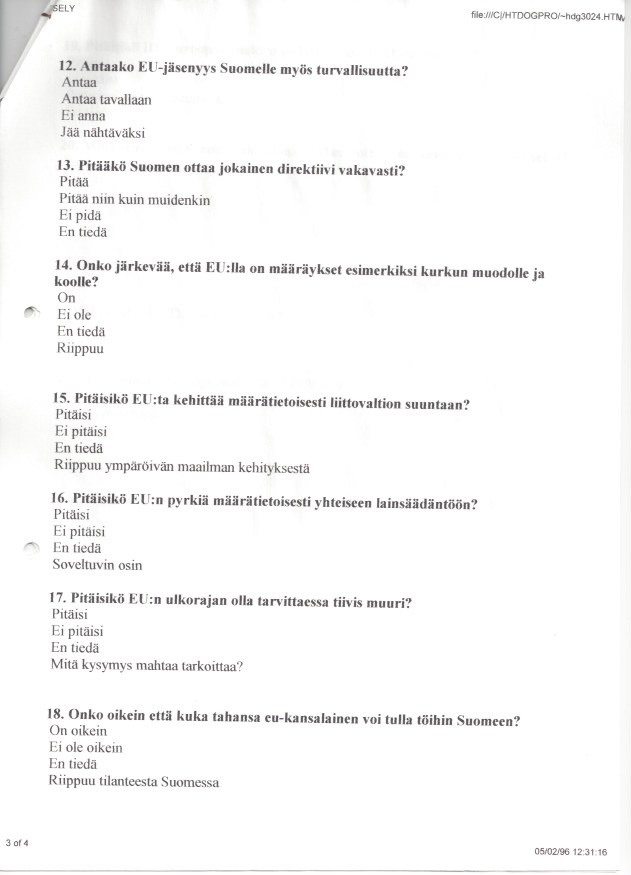 SELY
file:///C|/HTDOGPRO/~hdg3024.HTM
12. Antaako EU-jäsenyys Suomelle myös turvallisuutta?
Antaa
Antaa tavallaan
Ei anna
Jää nähtäväksi
13. Pitääkö Suomen ottaa jokainen direktiivi vakavasti?
Pitää
Pitää niin kuin muidenkin
Ei pidä
En tiedä
14. Onko järkevää, että EU:lla on määräykset esimerkiksi kurkun muodolle ja
koolle?
On
Ei ole
En tiedä
Riippuu
15. Pitäisikö EU:ta kehittää määrätietoisesti liittovaltion suuntaan?
Pitäisi
Ei pitäisi
En tiedä
Riippuu ympäröivän maailman kehityksestä
16. Pitäisikö EU:n pyrkiä määrätietoisesti yhteiseen lainsäädäntöön?
Pitäisi
Ei pitäisi
En tiedä
Soveltuvin osin
17. Pitäisikö EU:n ulkorajan olla tarvittaessa tiivis muuri?
Pitäisi
Ei pitäisi
En tiedä
Mitä kysymys mahtaa tarkoittaa?
18. Onko oikein että kuka tahansa eu-kansalainen voi tulla töihin Suomeen?
On oikein
Ei ole oikein
En tiedä
Riippuu tilanteesta Suomessa
3 of 4
05/02/96 12:31:16